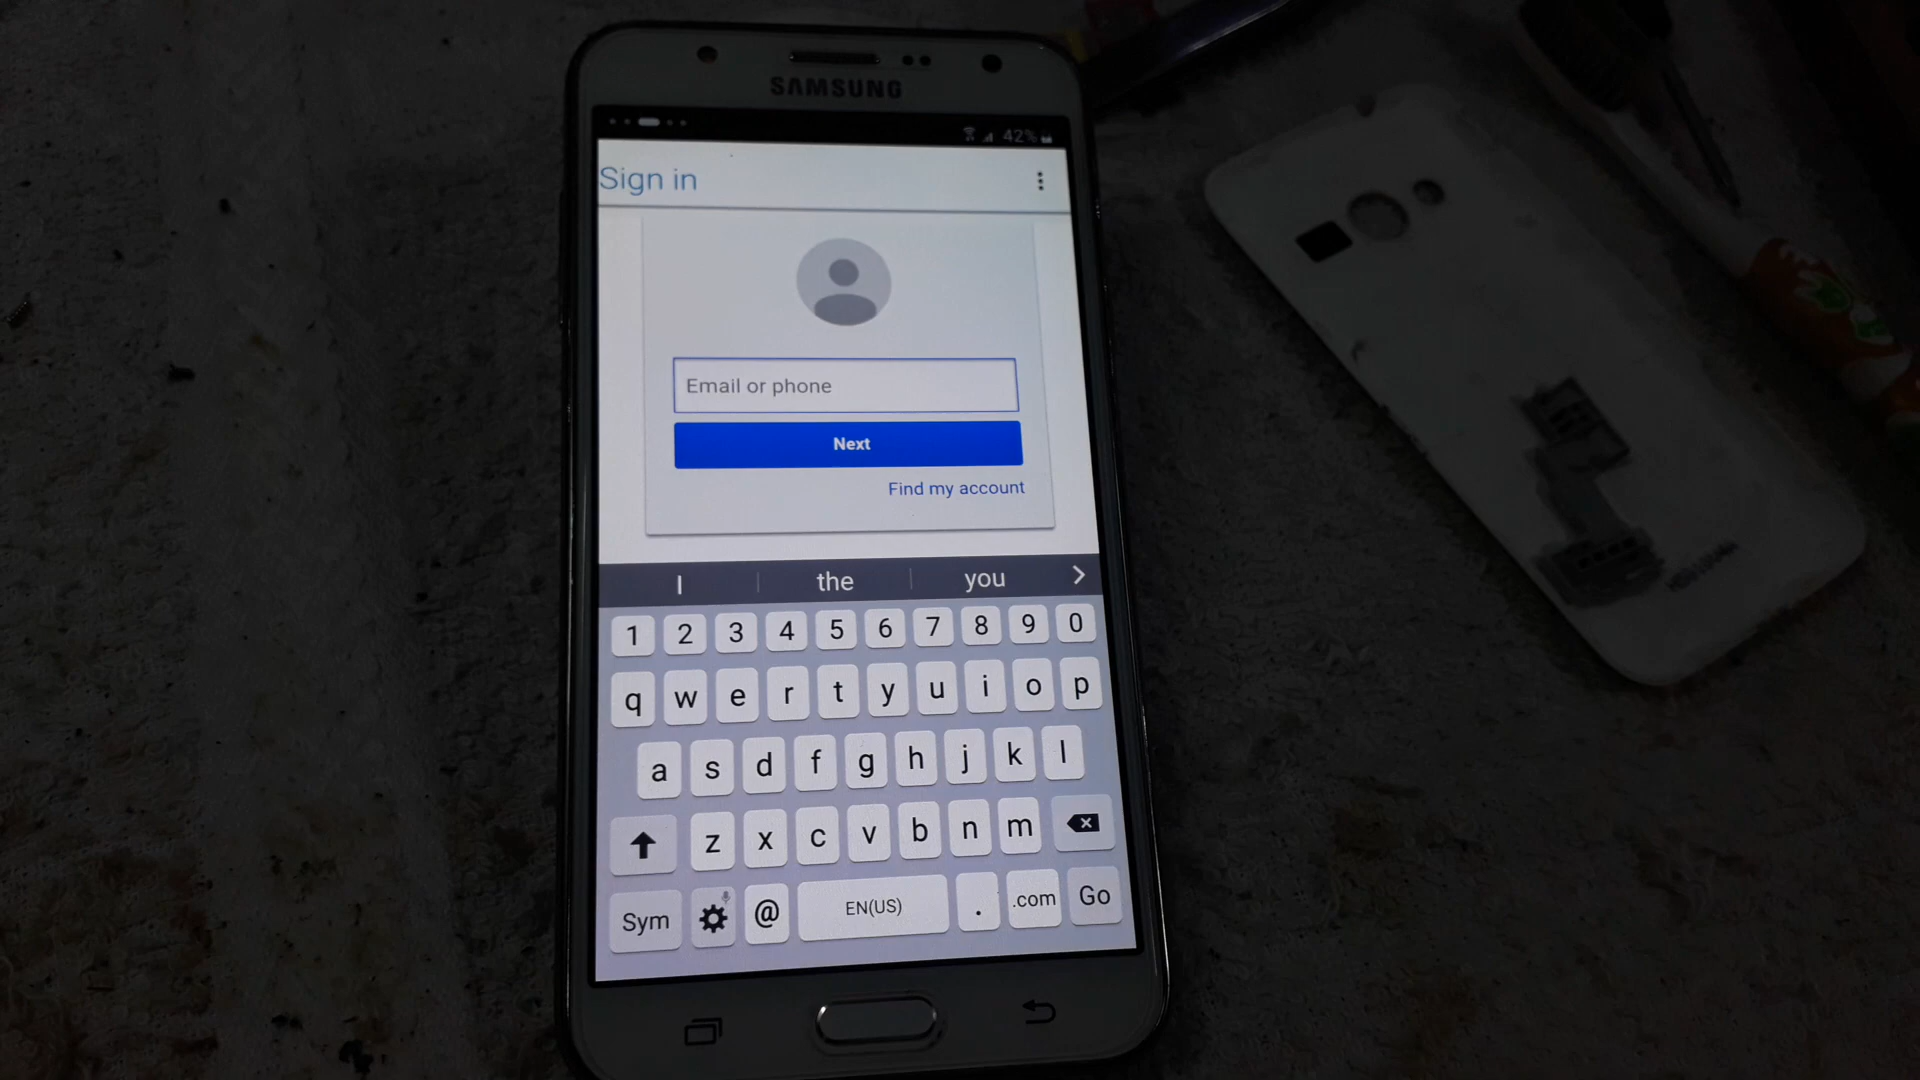 SAMSUNG
42%
Sign in
Email or phone
Next
Find my account
I the you
1 2 3 4 5 6 7 8 9 0
q w e r t y u i o p
a s d f g h j k l
z x c v b n m
Sym @ EN(US) . .com Go